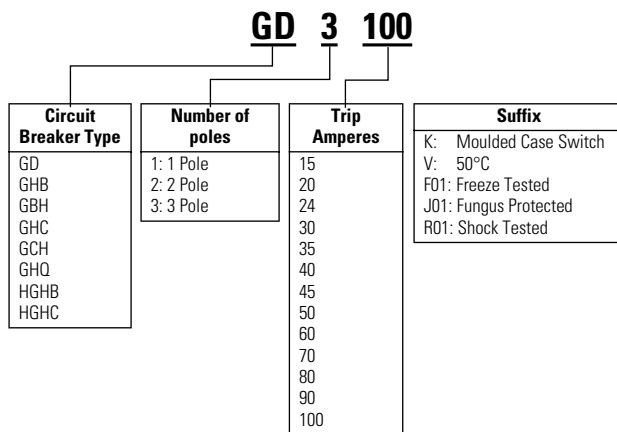 GD 3 100
Circuit
Breaker Type
GD
GHB
GBH
GHC
GCH
GHQ
HGHB
HGHC
Number of
poles
1: 1 Pole
2: 2 Pole
3: 3 Pole
Trip
Amperes
15
20
24
30
35
40
45
50
60
70
80
90
100
Suffix
K: Moulded Case Switch
V: 50°C
F01: Freeze Tested
J01: Fungus Protected
R01: Shock Tested